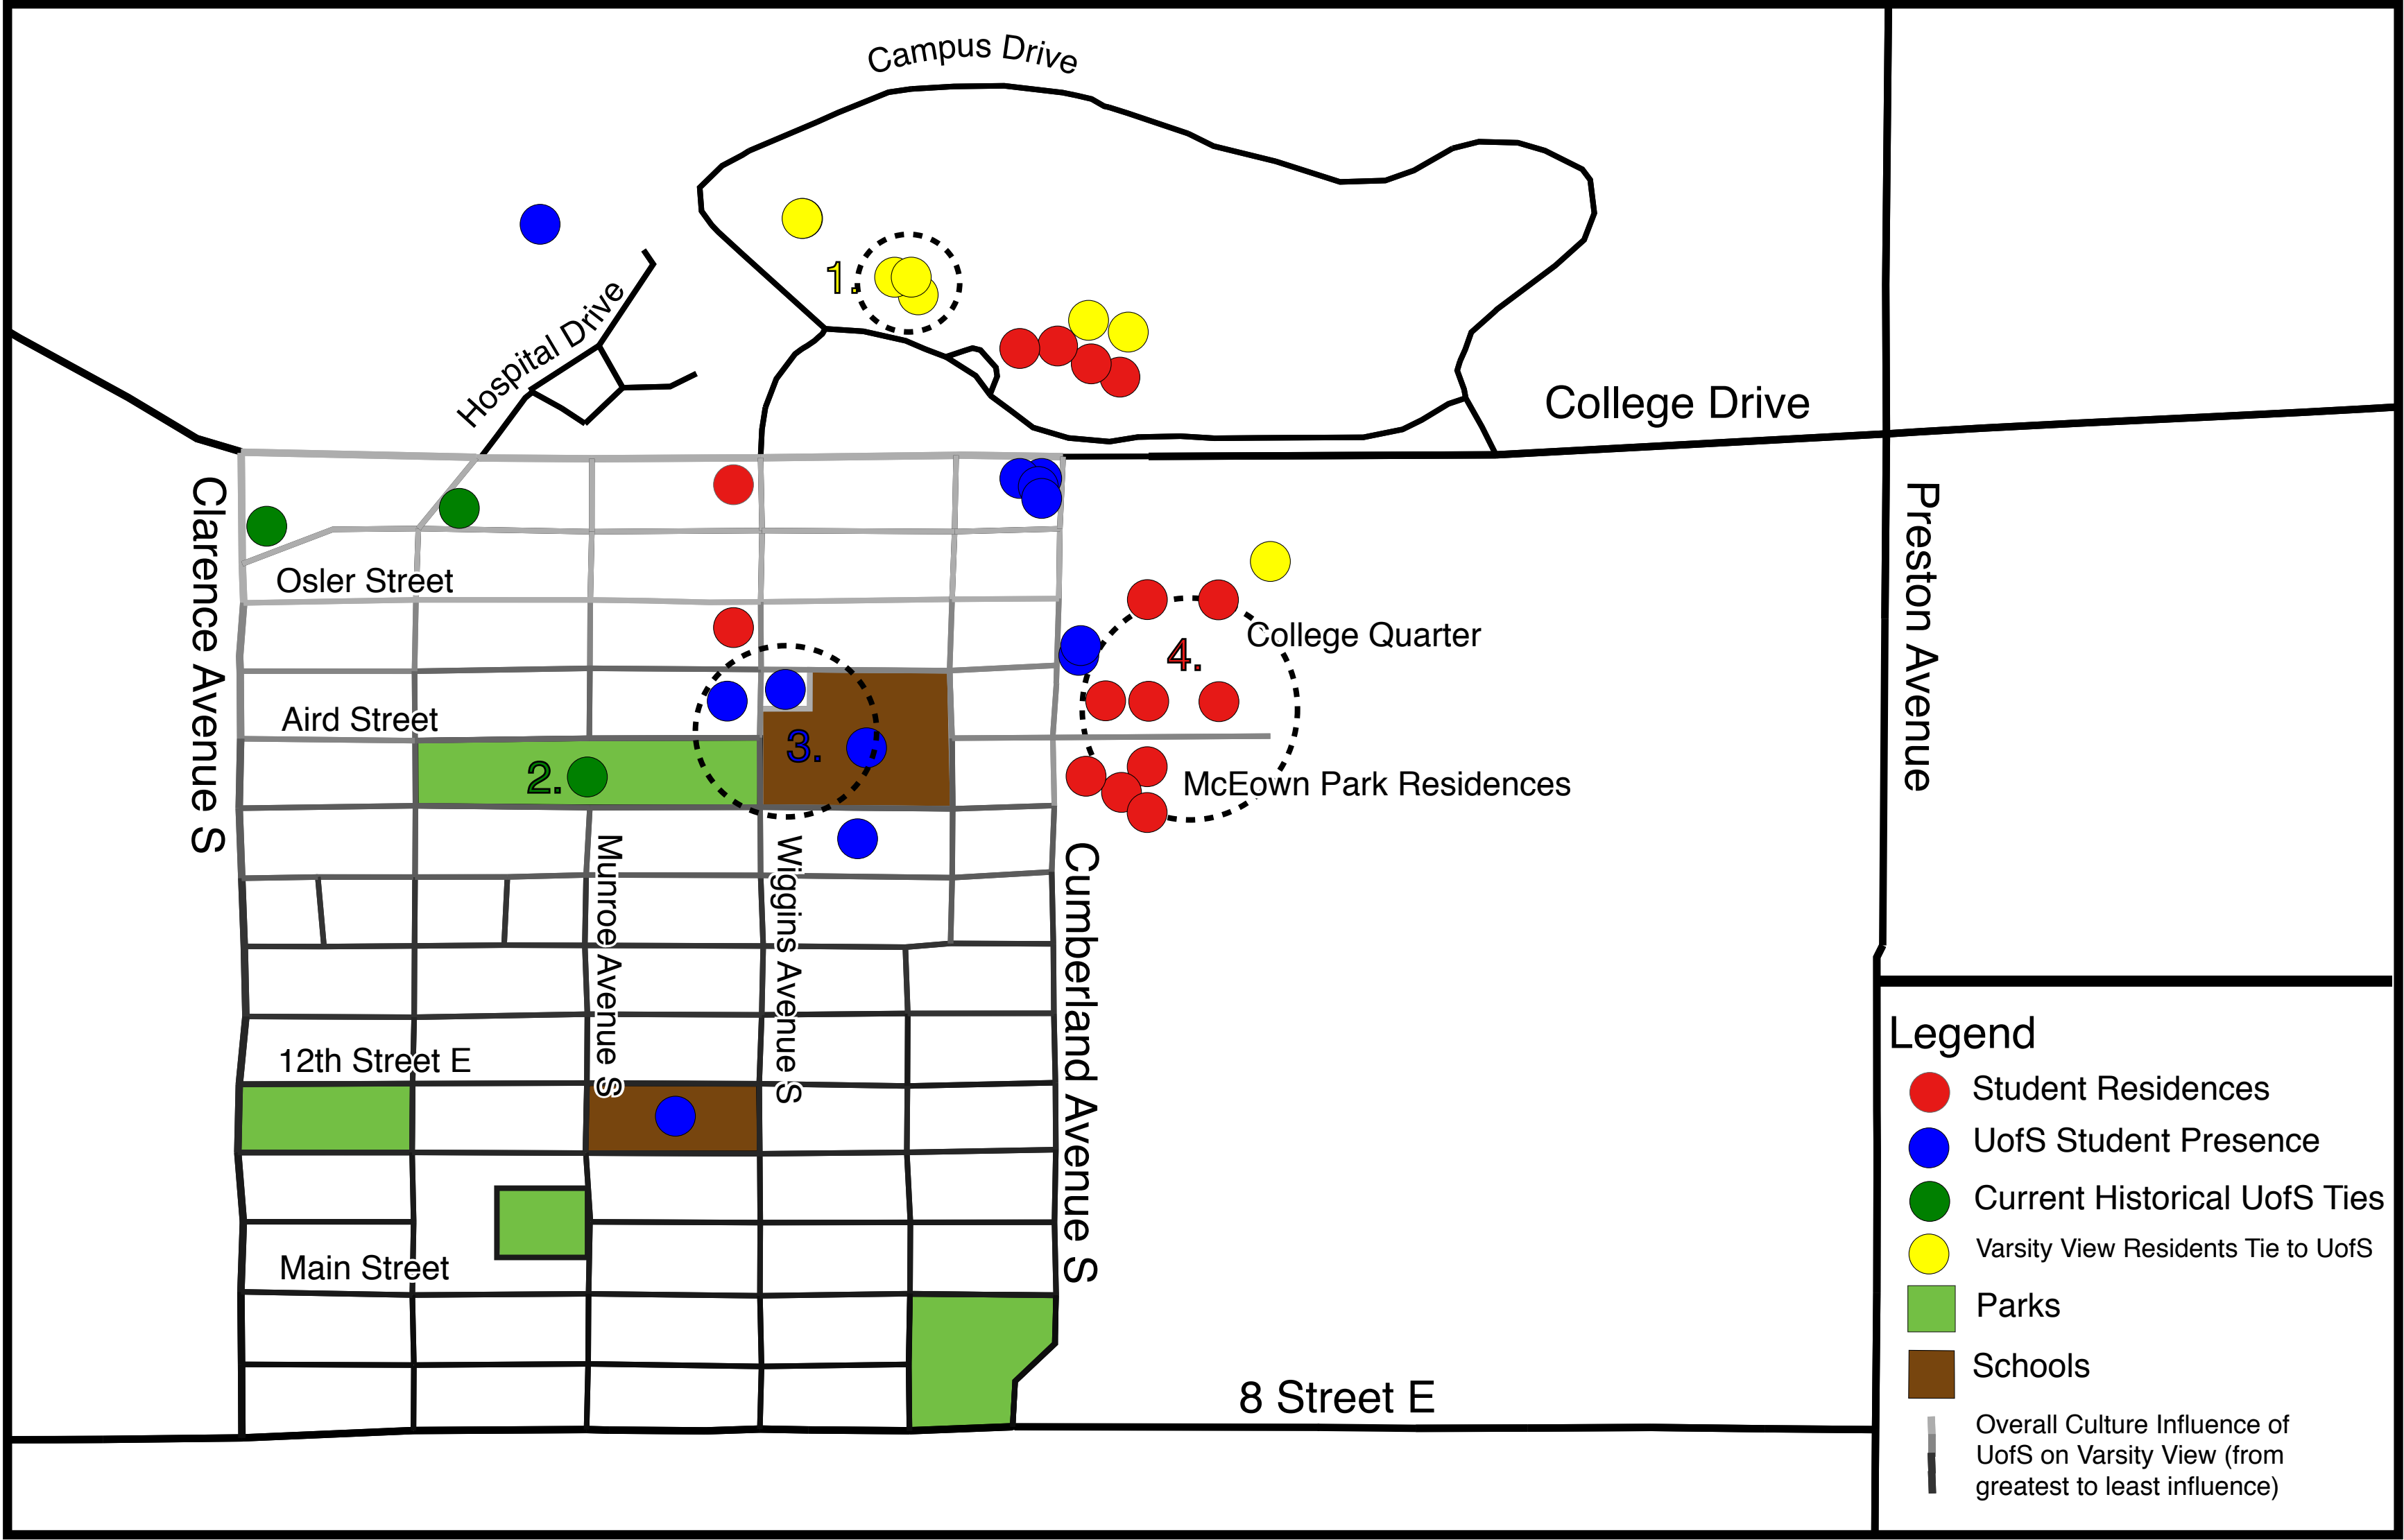 Campus Drive
1.
Hospital Drive
College Drive
Clarence Avenue S
Preston Avenue
Osler Street
College Quarter
4.
Aird Street
3.
2.
McEown Park Residences
Munroe Avenue S
Wiggins Avenue S
Cumberland Avenue S
12th Street E
Main Street
8 Street E
Legend
Student Residences
UofS Student Presence
Current Historical UofS Ties
Varsity View Residents Tie to UofS
Parks
Schools
Overall Culture Influence of
UofS on Varsity View (from
greatest to least influence)